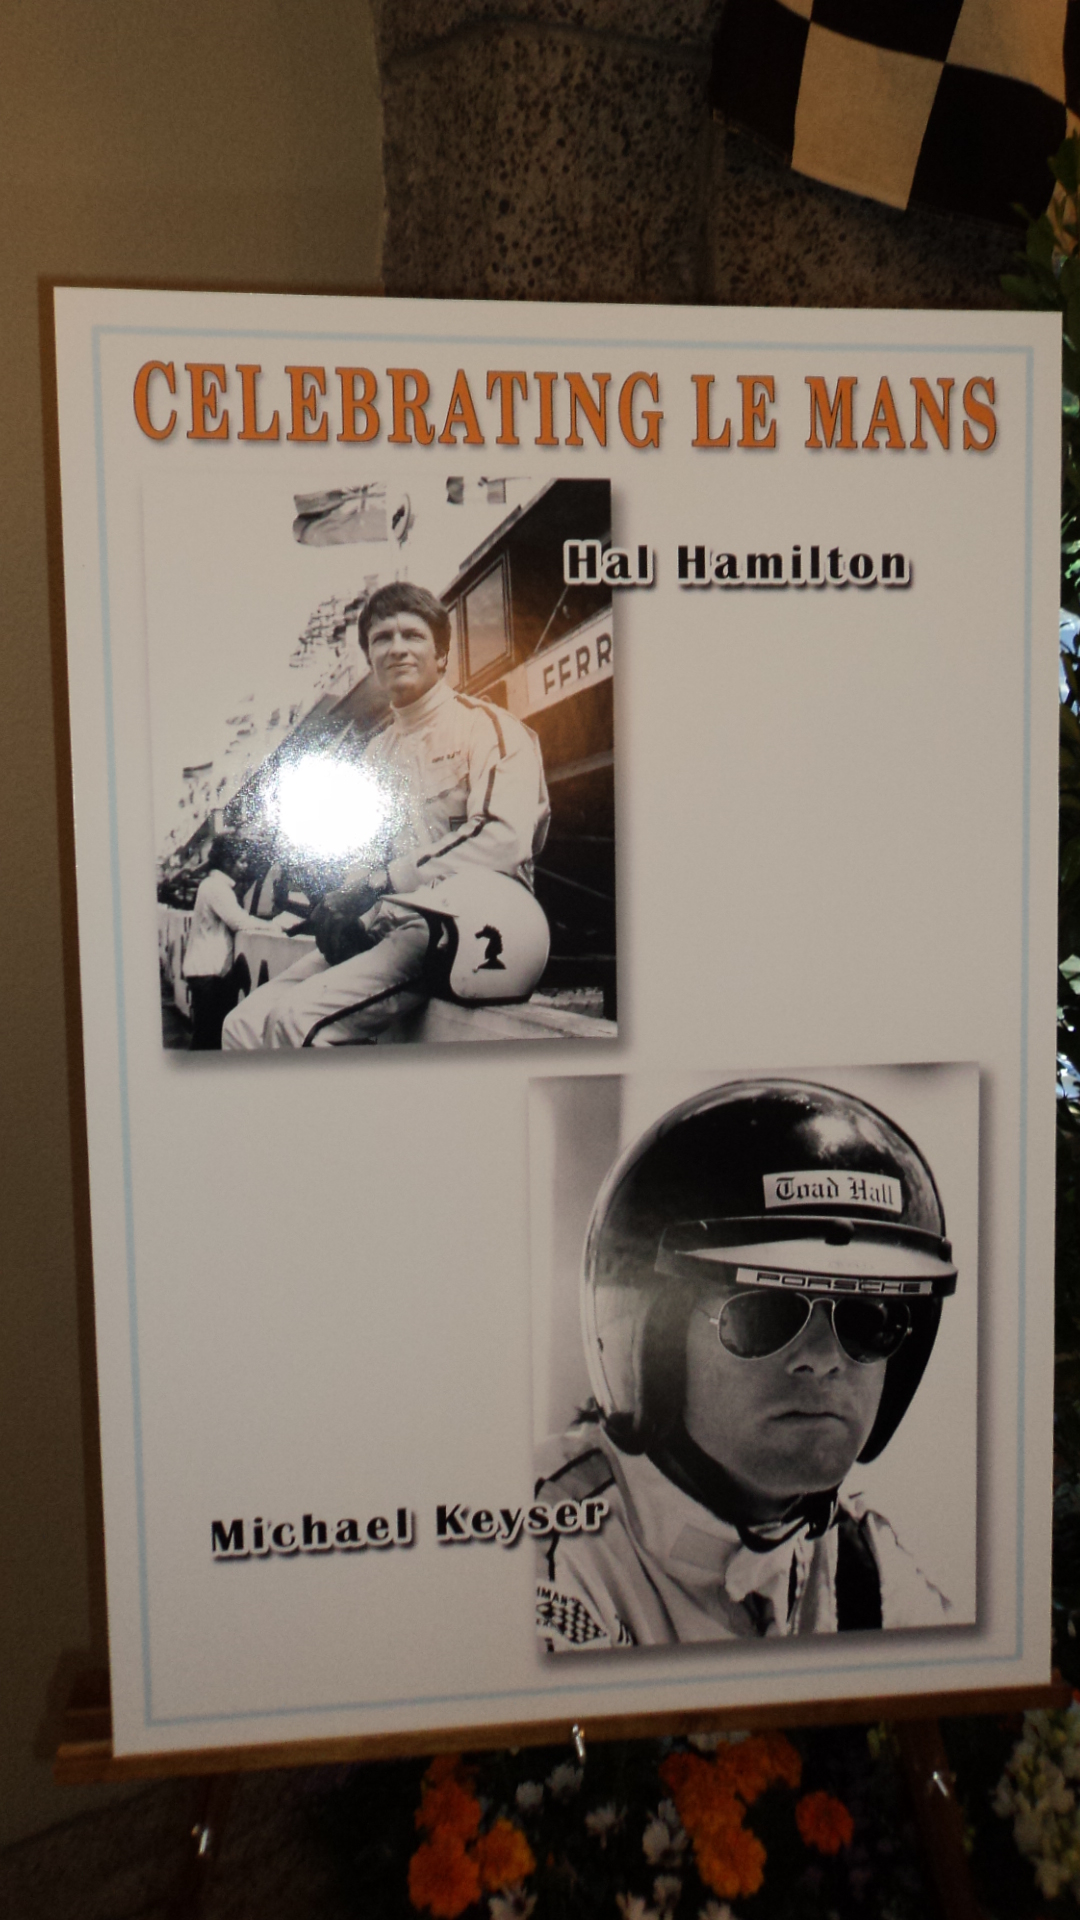 CELEBRATING LE MANS
Hal Hamilton
FERR
Toad Hall
PORSCHE
Michael Keyser